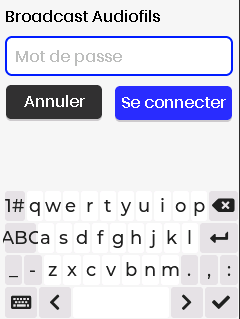 Broadcast Audiofils
Mot de passe
Annuler Se connecter
1# q w e r t y u i o p
ABC a s d f g h j k l
_ - z x c v b n m . , :